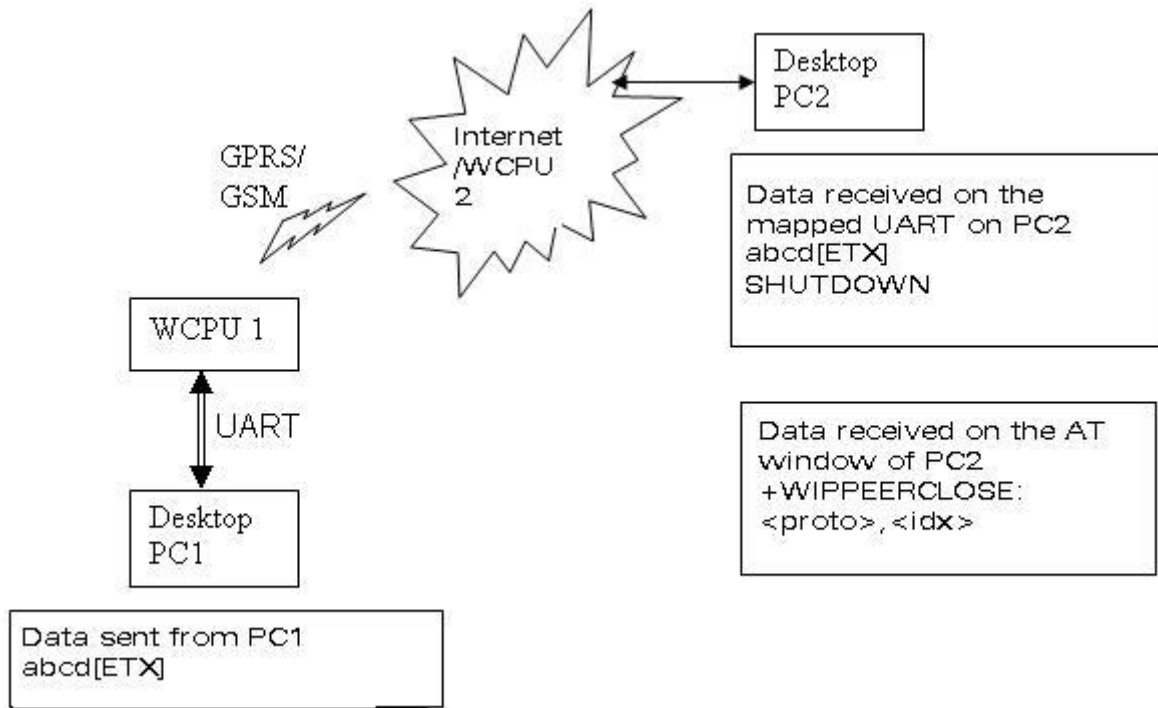 Desktop
PC2
Internet
/WCPU
2
GPRS/
GSM
Data received on the
mapped UART on PC2
abcd[ETX]
SHUTDOWN
WCPU 1
UART
Data received on the AT
window of PC2
+WIPPEERCLOSE:
<proto>,<idx>
Desktop
PC1
Data sent from PC1
abcd[ETX]